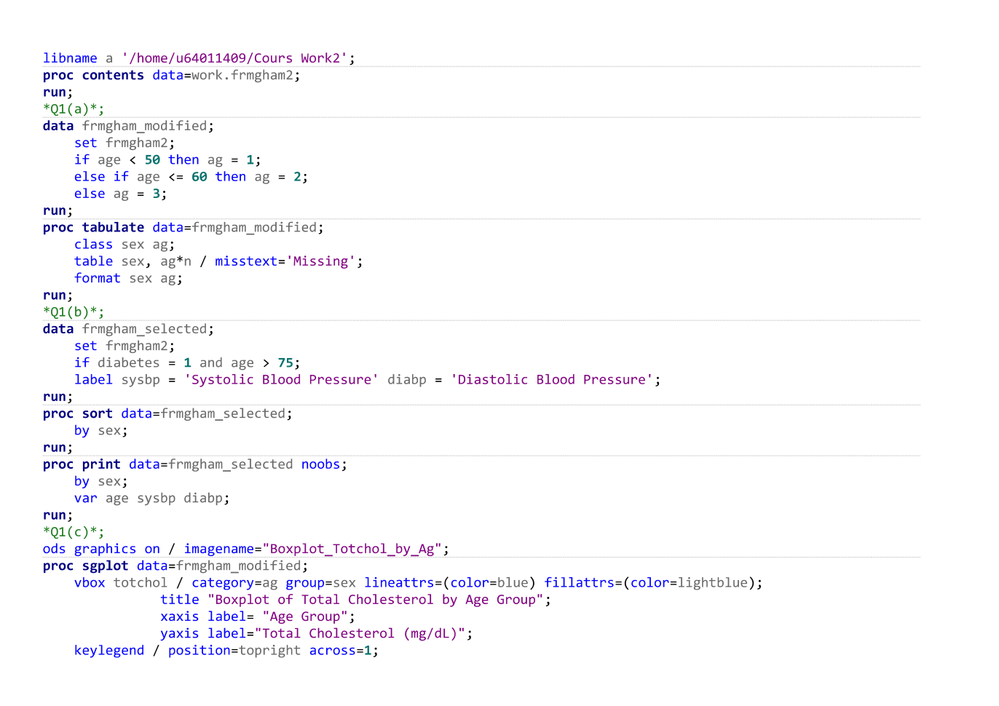 libname a '/home/u64011409/Cours Work2';
proc contents data=work.frmgham2;
run;
*Q1(a)*;
data frmgham_modified;
    set frmgham2;
    if age < 50 then ag = 1;
    else if age <= 60 then ag = 2;
    else ag = 3;
run;
proc tabulate data=frmgham_modified;
    class sex ag;
    table sex, ag*n / misstext='Missing';
    format sex ag;
run;
*Q1(b)*;
data frmgham_selected;
    set frmgham2;
    if diabetes = 1 and age > 75;
    label sysbp = 'Systolic Blood Pressure' diabp = 'Diastolic Blood Pressure';
run;
proc sort data=frmgham_selected;
    by sex;
run;
proc print data=frmgham_selected noobs;
    by sex;
    var age sysbp diabp;
run;
*Q1(c)*;
ods graphics on / imagename="Boxplot_Totchol_by_Ag";
proc sgplot data=frmgham_modified;
    vbox totchol / category=ag group=sex lineattrs=(color=blue) fillattrs=(color=lightblue);
               title "Boxplot of Total Cholesterol by Age Group";
               xaxis label= "Age Group";
               yaxis label="Total Cholesterol (mg/dL)";
    keylegend / position=topright across=1;